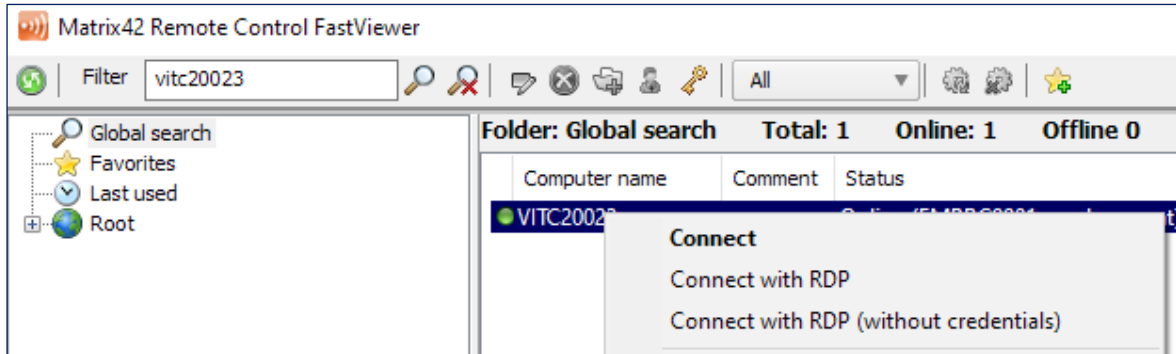 Matrix42 Remote Control FastViewer
Filter vitc20023 All
Global search
Favorites
Last used
Root
Folder: Global search Total: 1 Online: 1 Offline 0
Computer name Comment Status
VITC20023
Connect
Connect with RDP
Connect with RDP (without credentials)